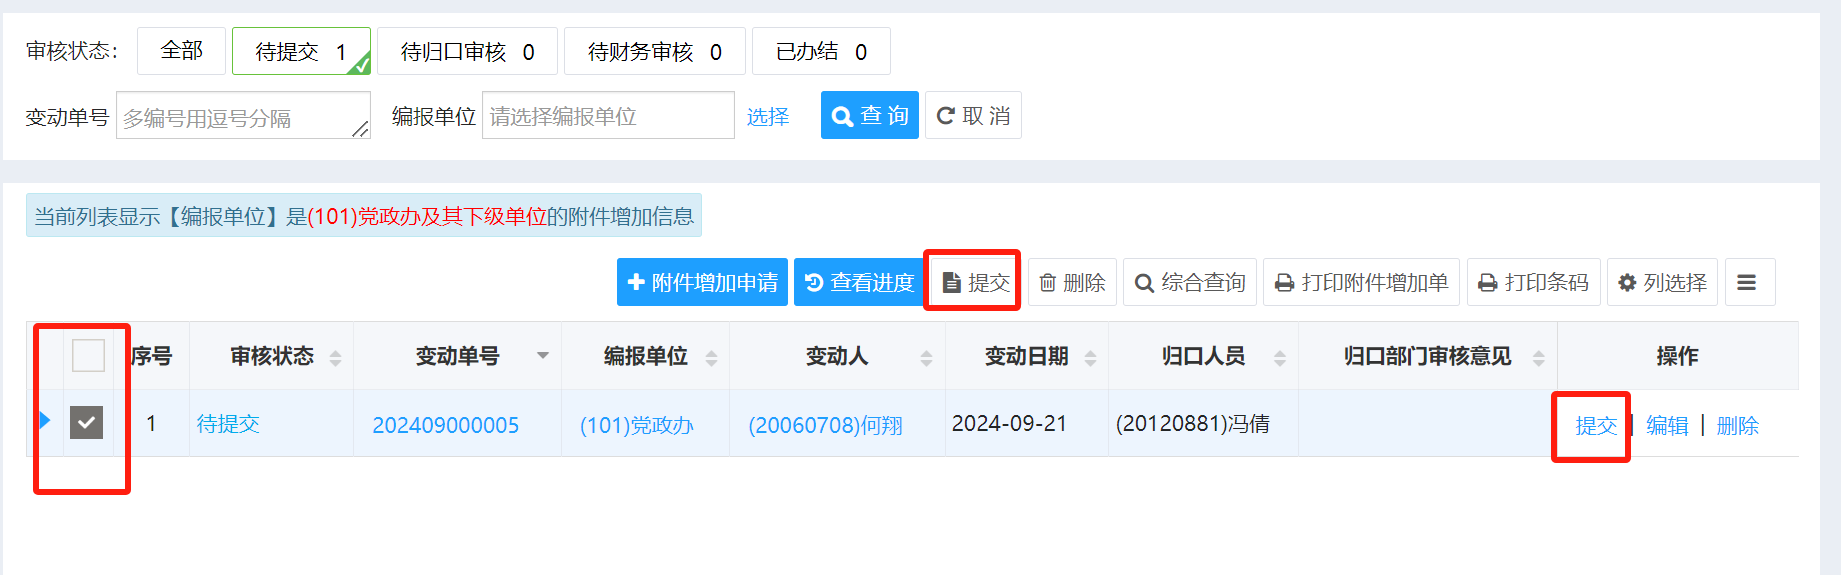 审核状态： 全部 待提交 1 待归口审核 0 待财务审核 0 已办结 0
变动单号 多编号用逗号分隔 编报单位 请选择编报单位 选择 查 询 取 消
当前列表显示【编报单位】是(101)党政办及其下级单位的附件增加信息
附件增加申请 查看进度 提交 删除 综合查询 打印附件增加单 打印条码 列选择
序号 审核状态 变动单号 编报单位 变动人 变动日期 归口人员 归口部门审核意见 操作
1 待提交 202409000005 (101)党政办 (20060708)何翔 2024-09-21 (20120881)冯倩 提交 | 编辑 | 删除